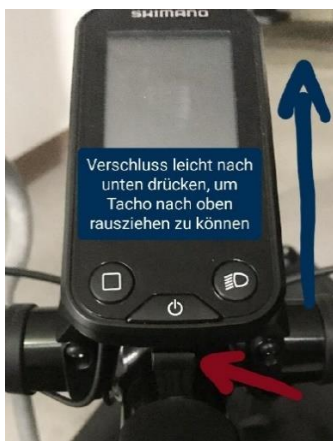 SHIMANO
Verschluss leicht nach
unten drücken, um
Tacho nach oben
rausziehen zu können